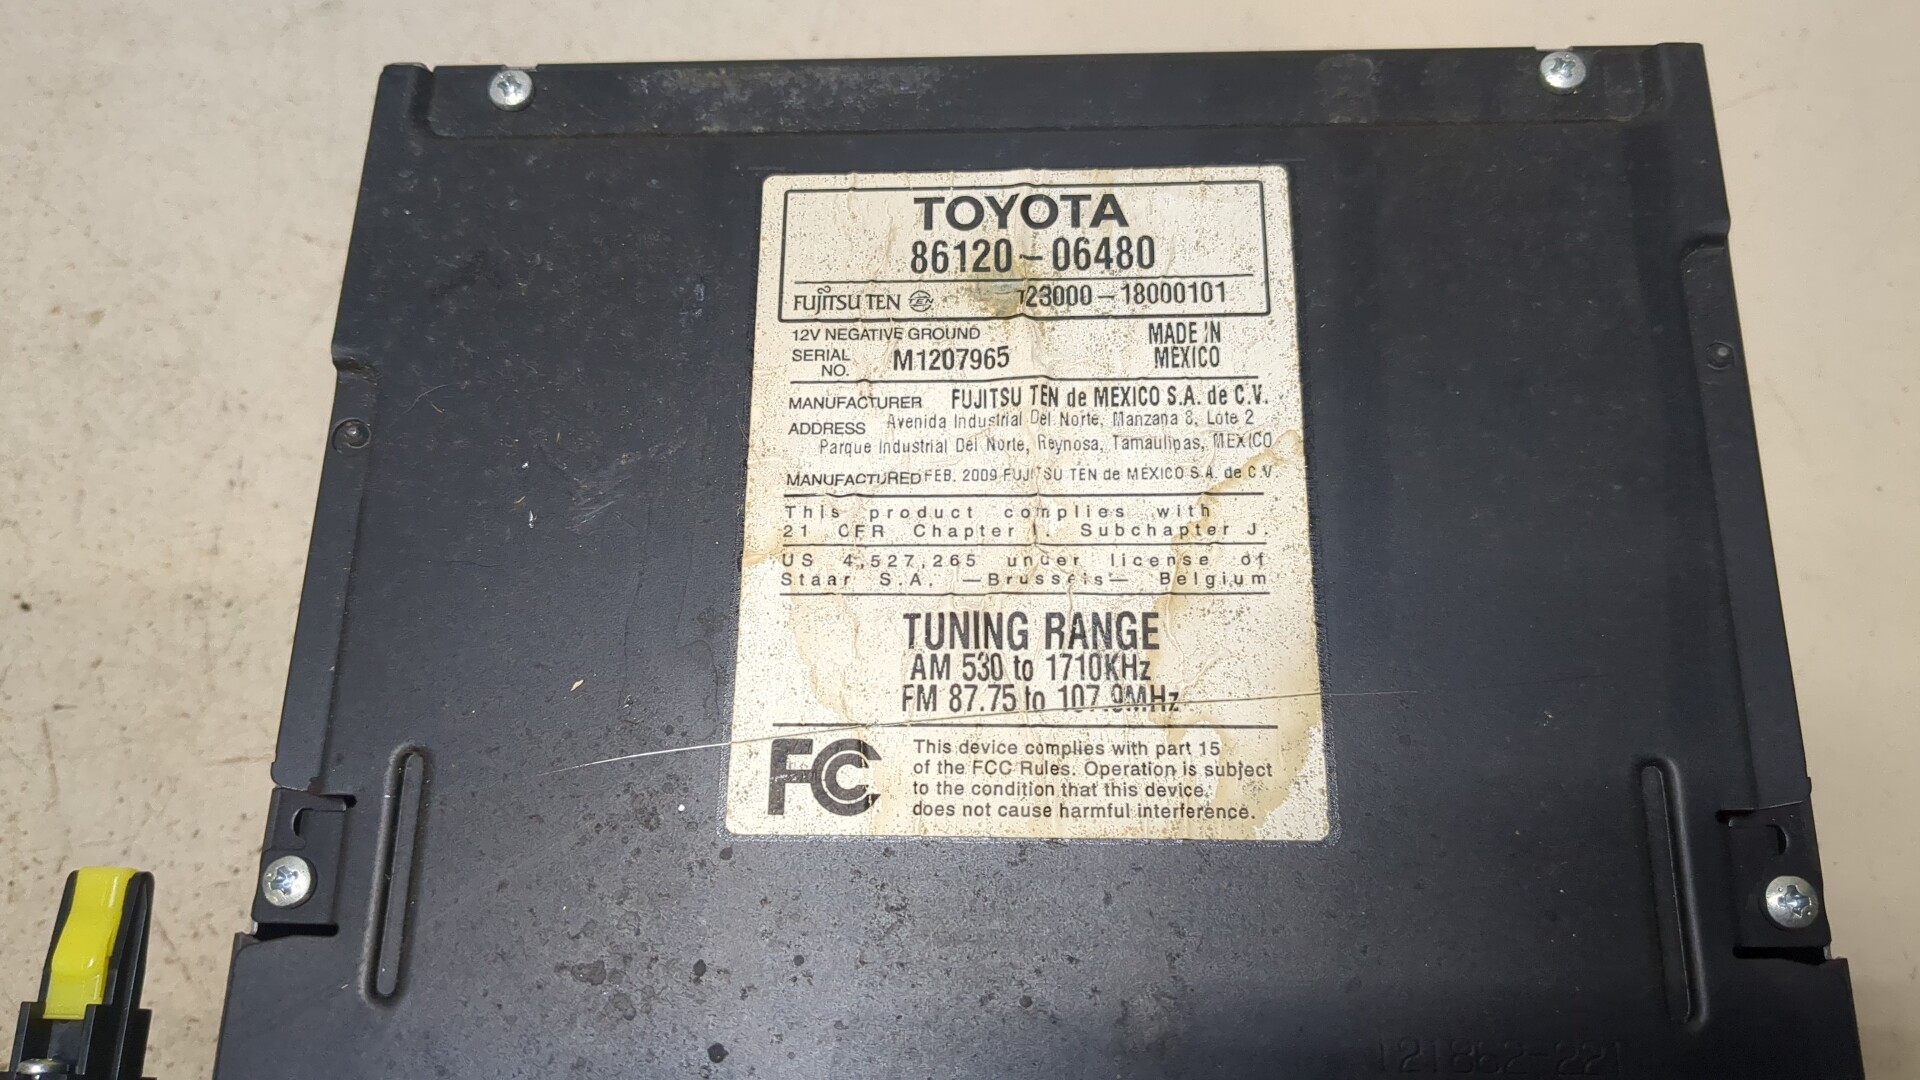 TOYOTA
86120-06480
FUJITSU TEN 123000-18000101
12V NEGATIVE GROUND
MADE IN
MEXICO
SERIAL
NO. M1207965
MANUFACTURER FUJITSU TEN de MEXICO S.A. de C.V.
ADDRESS Avenida Industrial Del Norte, Manzana 8, Lote 2
Parque Industrial Del Norte, Reynosa, Tamaulipas, MEXICO
MANUFACTURED FEB. 2009 FUJITSU TEN de MEXICO S.A. de C.V.
This product complies with
21 CFR Chapter I. Subchapter J.
US 4,527,265 under license of
Staar S.A. —Brussels— Belgium
TUNING RANGE
AM 530 to 1710KHz
FM 87.75 to 107.9MHz
FC This device complies with part 15
of the FCC Rules. Operation is subject
to the condition that this device
does not cause harmful interference.
121862-221